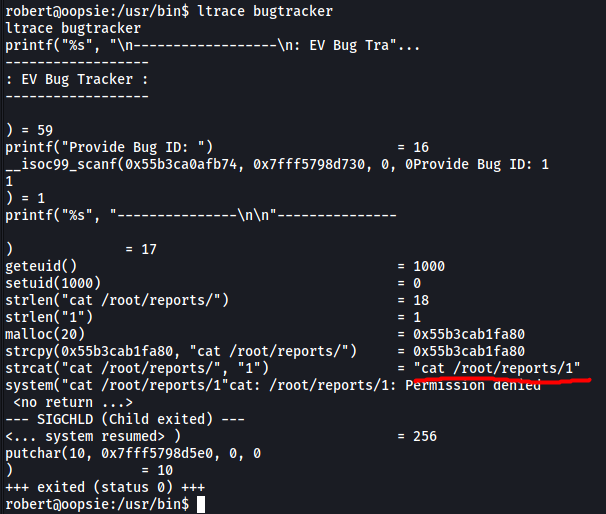 robert@oopsie:/usr/bin$ ltrace bugtracker
ltrace bugtracker
printf("%s", "\n------------------\n: EV Bug Tra"...
------------------
: EV Bug Tracker :
------------------

) = 59
printf("Provide Bug ID: ") = 16
__isoc99_scanf(0x55b3ca0afb74, 0x7fff5798d730, 0, 0Provide Bug ID: 1
1
) = 1
printf("%s", "---------------\n\n"---------------

) = 17
geteuid() = 1000
setuid(1000) = 0
strlen("cat /root/reports/") = 18
strlen("1") = 1
malloc(20) = 0x55b3cab1fa80
strcpy(0x55b3cab1fa80, "cat /root/reports/") = 0x55b3cab1fa80
strcat("cat /root/reports/", "1") = "cat /root/reports/1"
system("cat /root/reports/1"cat: /root/reports/1: Permission denied
 <no return ...>
--- SIGCHLD (Child exited) ---
<... system resumed> ) = 256
putchar(10, 0x7fff5798d5e0, 0, 0
) = 10
+++ exited (status 0) +++
robert@oopsie:/usr/bin$